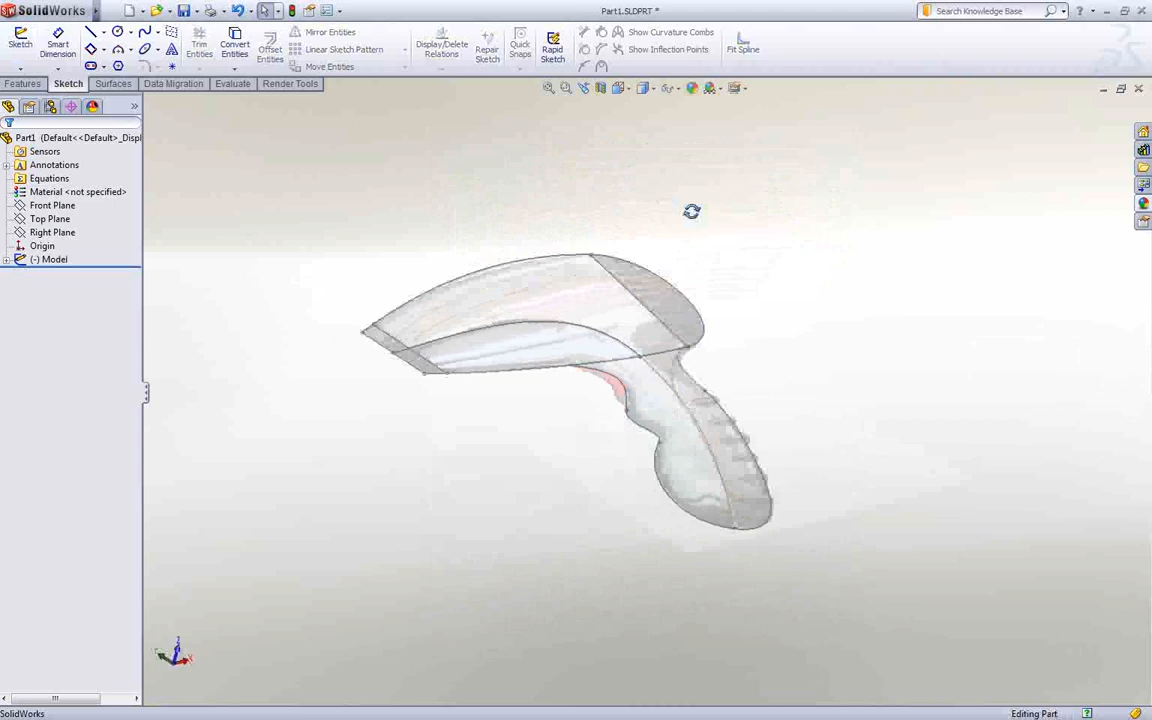 SolidWorks
Part1.SLDPRT *
Search Knowledge Base
Sketch
Smart Dimension
Trim Entities
Convert Entities
Offset Entities
Mirror Entities
Linear Sketch Pattern
Move Entities
Display/Delete Relations
Repair Sketch
Quick Snaps
Rapid Sketch
Show Curvature Combs
Show Inflection Points
Fit Spline
Features
Sketch
Surfaces
Data Migration
Evaluate
Render Tools
Part1 (Default<<Default>_Displ
Sensors
Annotations
Equations
Material <not specified>
Front Plane
Top Plane
Right Plane
Origin
(-) Model
SolidWorks
Editing Part